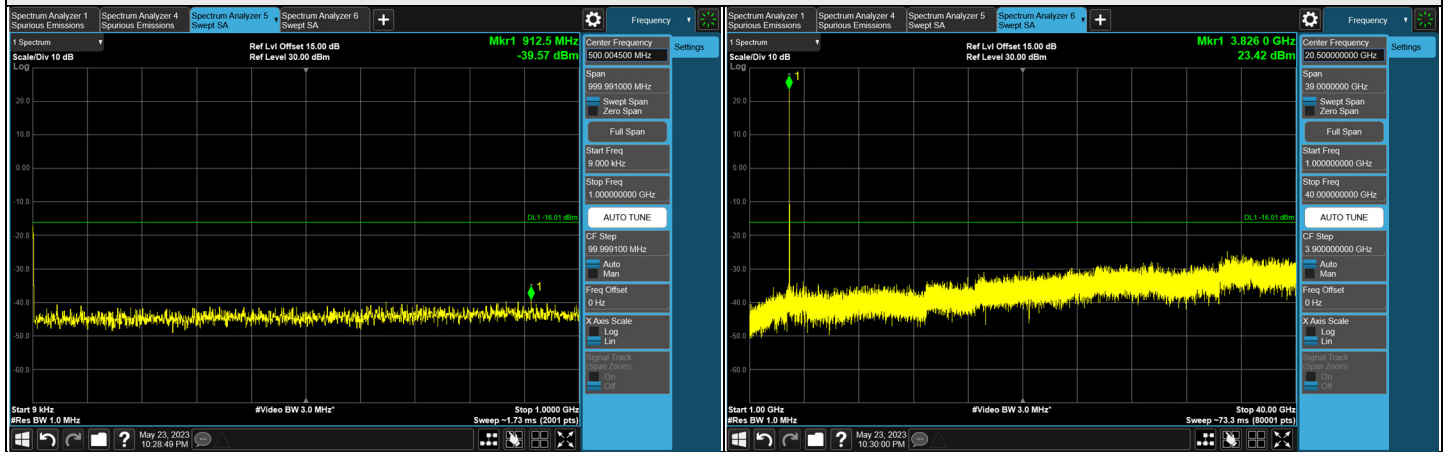 Spectrum Analyzer 1
Spurious Emissions
Spectrum Analyzer 4
Spurious Emissions
Spectrum Analyzer 5
Swept SA
Spectrum Analyzer 6
Swept SA
+
Frequency
1 Spectrum
Scale/Div 10 dB
Log
Ref Lvl Offset 15.00 dB
Ref Level 30.00 dBm
Mkr1 912.5 MHz
-39.57 dBm
20.0
10.0
0.00
-10.0
-20.0
-30.0
-40.0
-50.0
-60.0
1
DL1 -16.01 dBm
Start 9 kHz
#Res BW 1.0 MHz
#Video BW 3.0 MHz*
Stop 1.0000 GHz
Sweep ~1.73 ms (2001 pts)
Center Frequency
500.004500 MHz
Settings
Span
999.991000 MHz
Swept Span
Zero Span
Full Span
Start Freq
9.000 kHz
Stop Freq
1.000000000 GHz
AUTO TUNE
CF Step
99.999100 MHz
Auto
Man
Freq Offset
0 Hz
X Axis Scale
Log
Lin
Signal Track
(Span Zoom)
On
Off
?
May 23, 2023
10:28:49 PM
Spectrum Analyzer 1
Spurious Emissions
Spectrum Analyzer 4
Spurious Emissions
Spectrum Analyzer 5
Swept SA
Spectrum Analyzer 6
Swept SA
+
Frequency
1 Spectrum
Scale/Div 10 dB
Log
Ref Lvl Offset 15.00 dB
Ref Level 30.00 dBm
Mkr1 3.826 0 GHz
23.42 dBm
1
20.0
10.0
0.00
-10.0
-20.0
-30.0
-40.0
-50.0
-60.0
DL1 -16.01 dBm
Start 1.00 GHz
#Res BW 1.0 MHz
#Video BW 3.0 MHz*
Stop 40.00 GHz
Sweep ~73.3 ms (80001 pts)
Center Frequency
20.500000000 GHz
Settings
Span
39.0000000 GHz
Swept Span
Zero Span
Full Span
Start Freq
1.000000000 GHz
Stop Freq
40.00000000 GHz
AUTO TUNE
CF Step
3.900000000 GHz
Auto
Man
Freq Offset
0 Hz
X Axis Scale
Log
Lin
Signal Track
(Span Zoom)
On
Off
?
May 23, 2023
10:30:00 PM